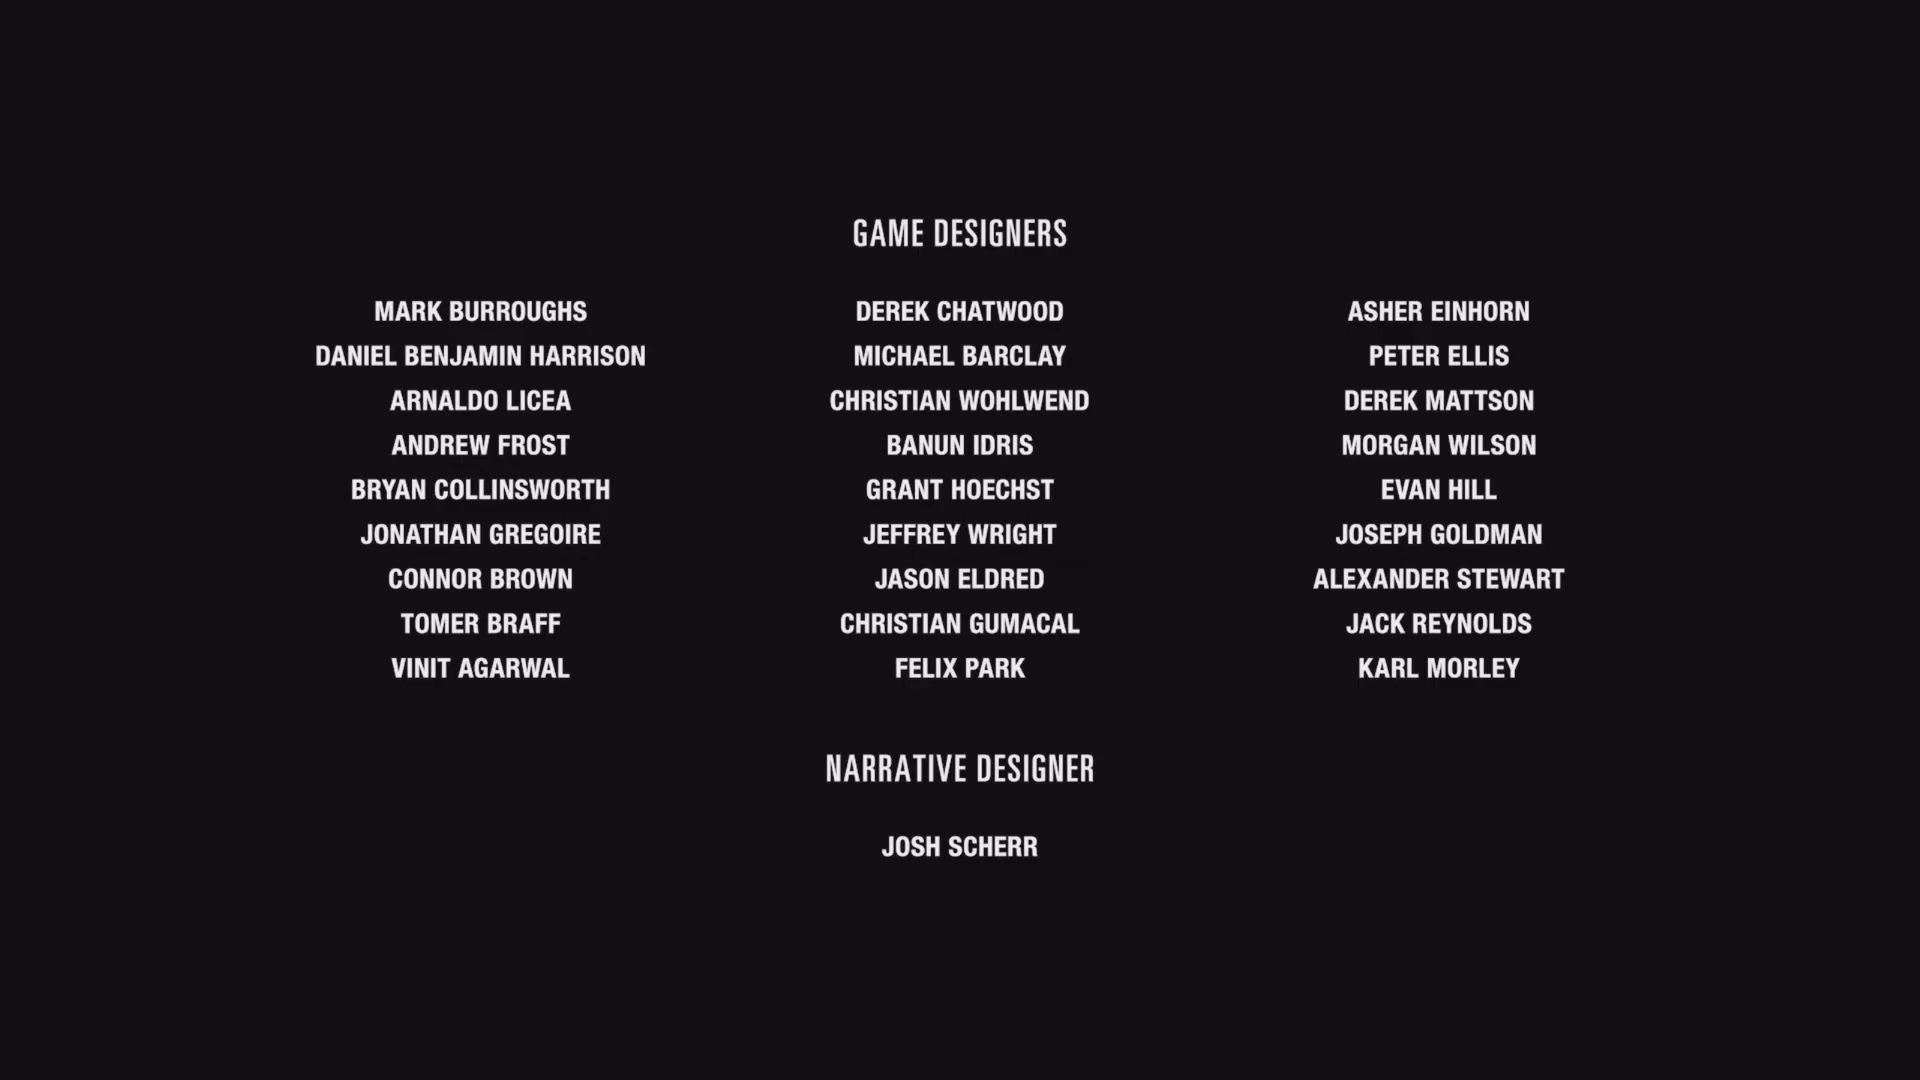 GAME DESIGNERS
MARK BURROUGHS
DEREK CHATWOOD
ASHER EINHORN
DANIEL BENJAMIN HARRISON
MICHAEL BARCLAY
PETER ELLIS
ARNALDO LICEA
CHRISTIAN WOHLWEND
DEREK MATTSON
ANDREW FROST
BANUN IDRIS
MORGAN WILSON
BRYAN COLLINSWORTH
GRANT HOECHST
EVAN HILL
JONATHAN GREGOIRE
JEFFREY WRIGHT
JOSEPH GOLDMAN
CONNOR BROWN
JASON ELDRED
ALEXANDER STEWART
TOMER BRAFF
CHRISTIAN GUMACAL
JACK REYNOLDS
VINIT AGARWAL
FELIX PARK
KARL MORLEY
NARRATIVE DESIGNER
JOSH SCHERR